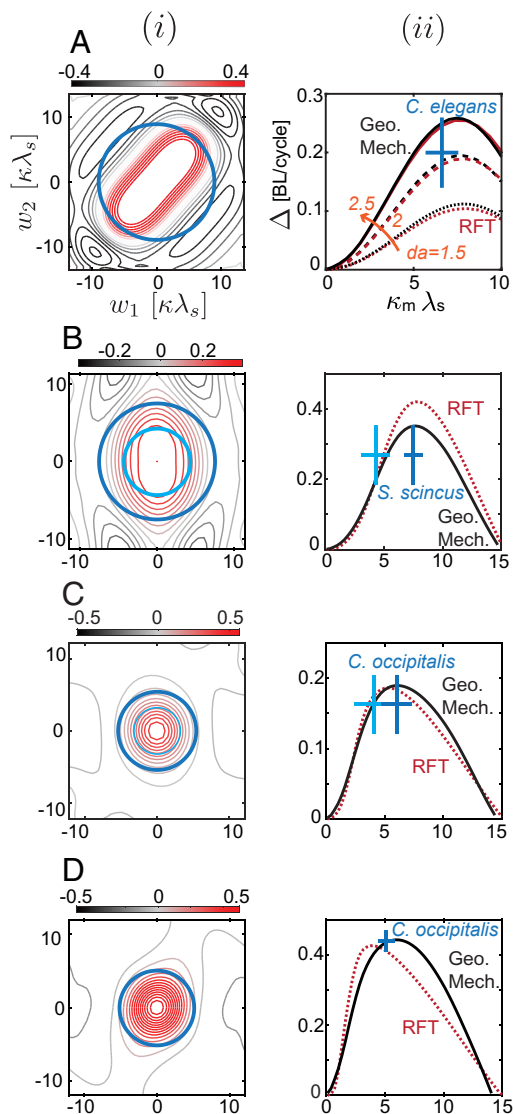 (i)
(ii)
A
-0.4
0.4
w₂ [κλₛ]
10
0
-10
-10
0
10
w₁ [κλₛ]
Δ [BL/cycle]
0.3
0.2
0.1
0
C. elegans
Geo.
Mech.
2.5
2
da=1.5
RFT
0
5
10
κₘ λₛ
B
-0.2
0
0.2
10
0
-10
-10
0
10
0.4
0.2
0
RFT
S. scincus
Geo.
Mech.
0
5
10
15
C
-0.5
0
0.5
10
0
-10
-10
0
10
0.2
0.1
0
C. occipitalis
Geo.
Mech.
RFT
0
5
10
15
D
-0.5
0
0.5
10
0
-10
-10
0
10
0.4
0.2
0
C. occipitalis
Geo.
Mech.
RFT
0
5
10
15